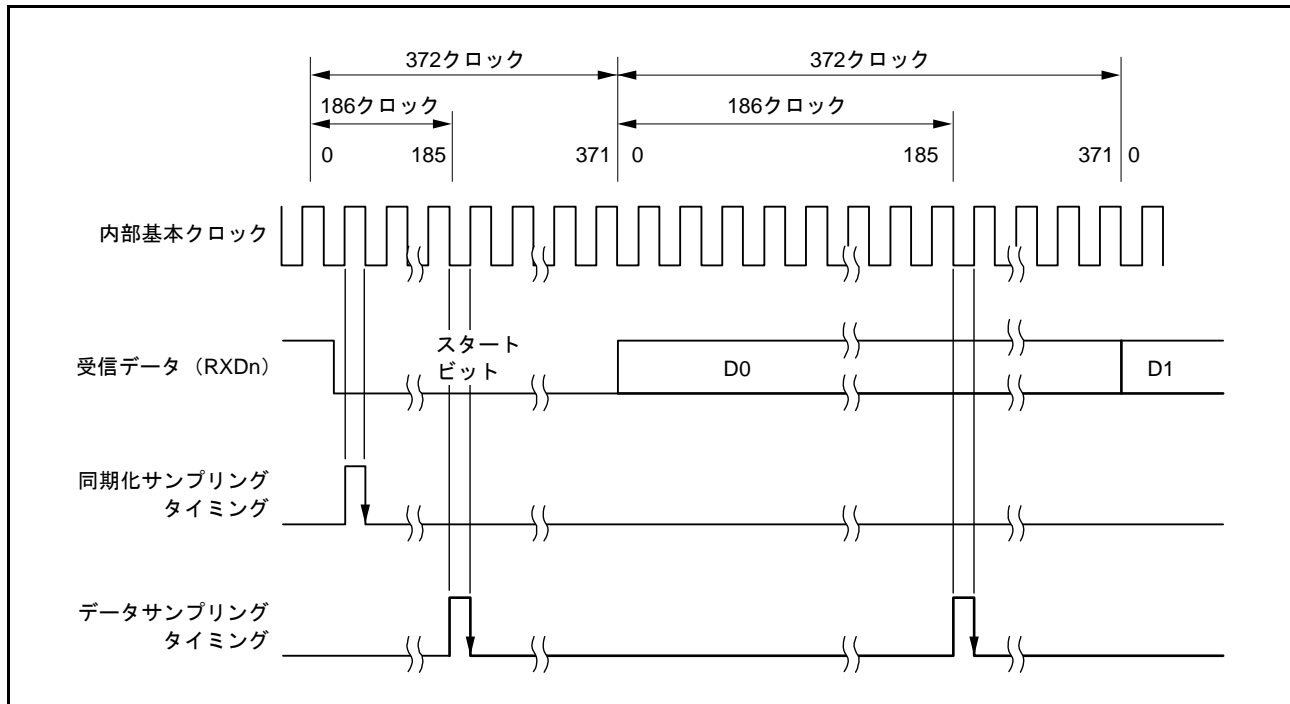 372クロック 372クロック
186クロック 186クロック
0 185 371 0 185 371 0
内部基本クロック
受信データ（RXDn）
スタート
ビット
D0 D1
同期化サンプリング
タイミング
データサンプリング
タイミング